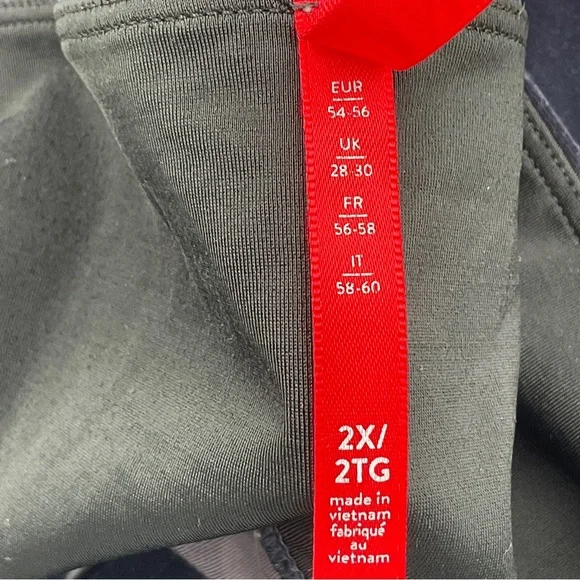 EUR
54-56
UK
28-30
FR
56-58
IT
58-60
2X/
2TG
made in
vietnam
fabriqué
au
vietnam